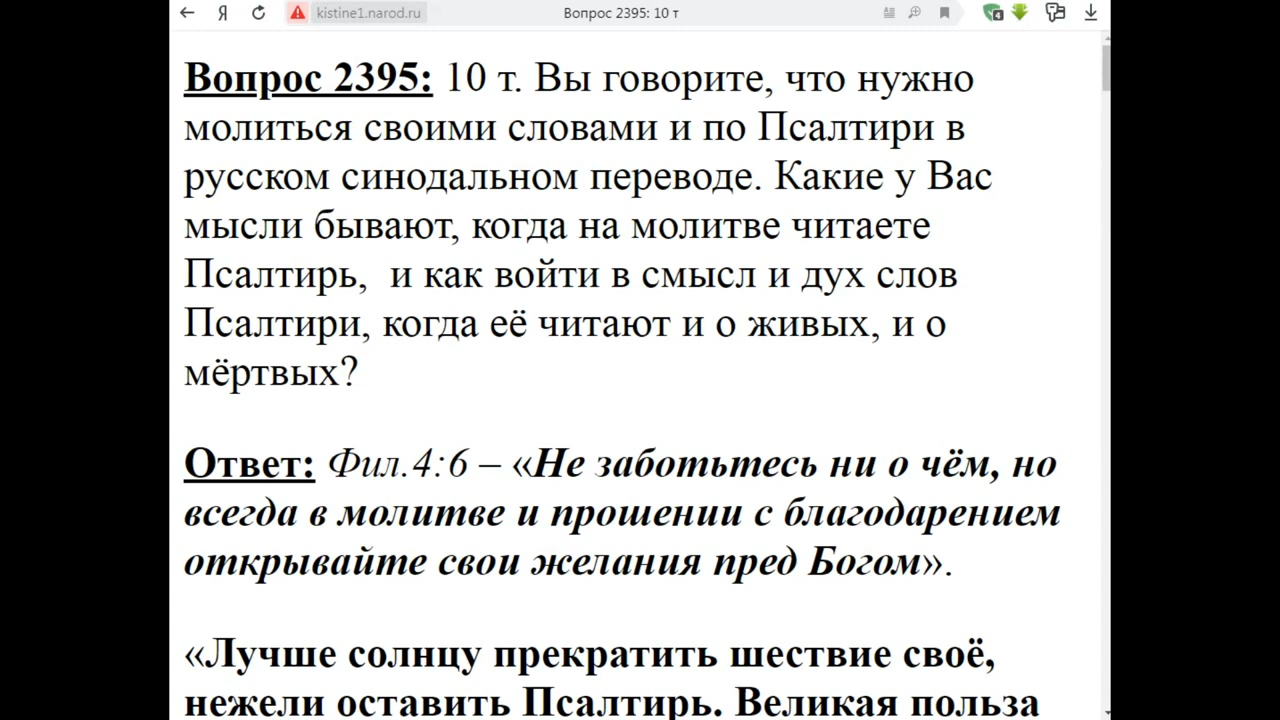 Я kistine1.narod.ru Вопрос 2395: 10 т 4
Вопрос 2395: 10 т. Вы говорите, что нужно
молиться своими словами и по Псалтири в
русском синодальном переводе. Какие у Вас
мысли бывают, когда на молитве читаете
Псалтирь, и как войти в смысл и дух слов
Псалтири, когда её читают и о живых, и о
мёртвых?
Ответ: Фил.4:6 – «Не заботьтесь ни о чём, но
всегда в молитве и прошении с благодарением
открывайте свои желания пред Богом».
«Лучше солнцу прекратить шествие своё,
нежели оставить Псалтирь. Великая польза